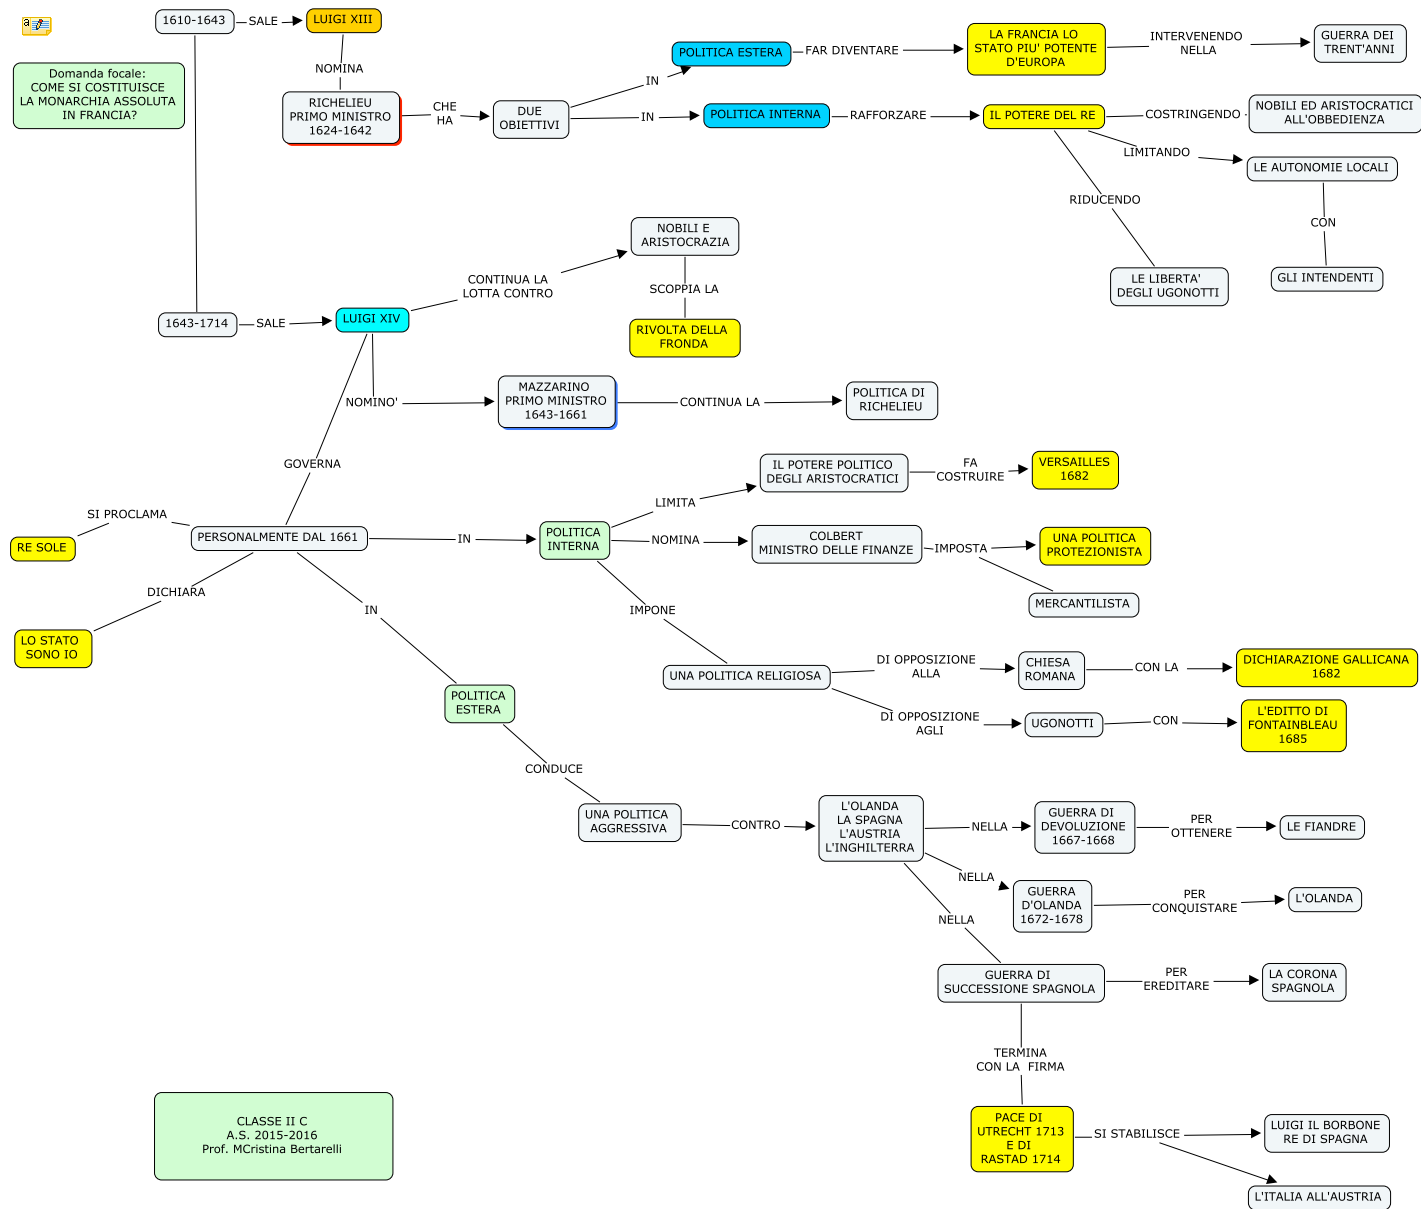 1610-1643
SALE
LUIGI XIII
Domanda focale:
COME SI COSTITUISCE
LA MONARCHIA ASSOLUTA
IN FRANCIA?
NOMINA
RICHELIEU
PRIMO MINISTRO
1624-1642
CHE
HA
DUE
OBIETTIVI
IN
POLITICA ESTERA
FAR DIVENTARE
LA FRANCIA LO
STATO PIU' POTENTE
D'EUROPA
INTERVENENDO
NELLA
GUERRA DEI
TRENT'ANNI
IN
POLITICA INTERNA
RAFFORZARE
IL POTERE DEL RE
COSTRINGENDO
NOBILI ED ARISTOCRATICI
ALL'OBBEDIENZA
LIMITANDO
LE AUTONOMIE LOCALI
CON
GLI INTENDENTI
RIDUCENDO
LE LIBERTA'
DEGLI UGONOTTI
1643-1714
SALE
LUIGI XIV
CONTINUA LA
LOTTA CONTRO
NOBILI E
ARISTOCRAZIA
SCOPPIA LA
RIVOLTA DELLA
FRONDA
NOMINO'
MAZZARINO
PRIMO MINISTRO
1643-1661
CONTINUA LA
POLITICA DI
RICHELIEU
GOVERNA
PERSONALMENTE DAL 1661
SI PROCLAMA
RE SOLE
DICHIARA
LO STATO
SONO IO
IN
POLITICA
INTERNA
LIMITA
IL POTERE POLITICO
DEGLI ARISTOCRATICI
FA
COSTRUIRE
VERSAILLES
1682
NOMINA
COLBERT
MINISTRO DELLE FINANZE
IMPOSTA
UNA POLITICA
PROTEZIONISTA
MERCANTILISTA
IMPONE
UNA POLITICA RELIGIOSA
DI OPPOSIZIONE
ALLA
CHIESA
ROMANA
CON LA
DICHIARAZIONE GALLICANA
1682
DI OPPOSIZIONE
AGLI
UGONOTTI
CON
L'EDITTO DI
FONTAINBLEAU
1685
IN
POLITICA
ESTERA
CONDUCE
UNA POLITICA
AGGRESSIVA
CONTRO
L'OLANDA
LA SPAGNA
L'AUSTRIA
L'INGHILTERRA
NELLA
GUERRA DI
DEVOLUZIONE
1667-1668
PER
OTTENERE
LE FIANDRE
NELLA
GUERRA
D'OLANDA
1672-1678
PER
CONQUISTARE
L'OLANDA
NELLA
GUERRA DI
SUCCESSIONE SPAGNOLA
PER
EREDITARE
LA CORONA
SPAGNOLA
TERMINA
CON LA FIRMA
PACE DI
UTRECHT 1713
E DI
RASTAD 1714
SI STABILISCE
LUIGI IL BORBONE
RE DI SPAGNA
L'ITALIA ALL'AUSTRIA
CLASSE II C
A.S. 2015-2016
Prof. MCristina Bertarelli